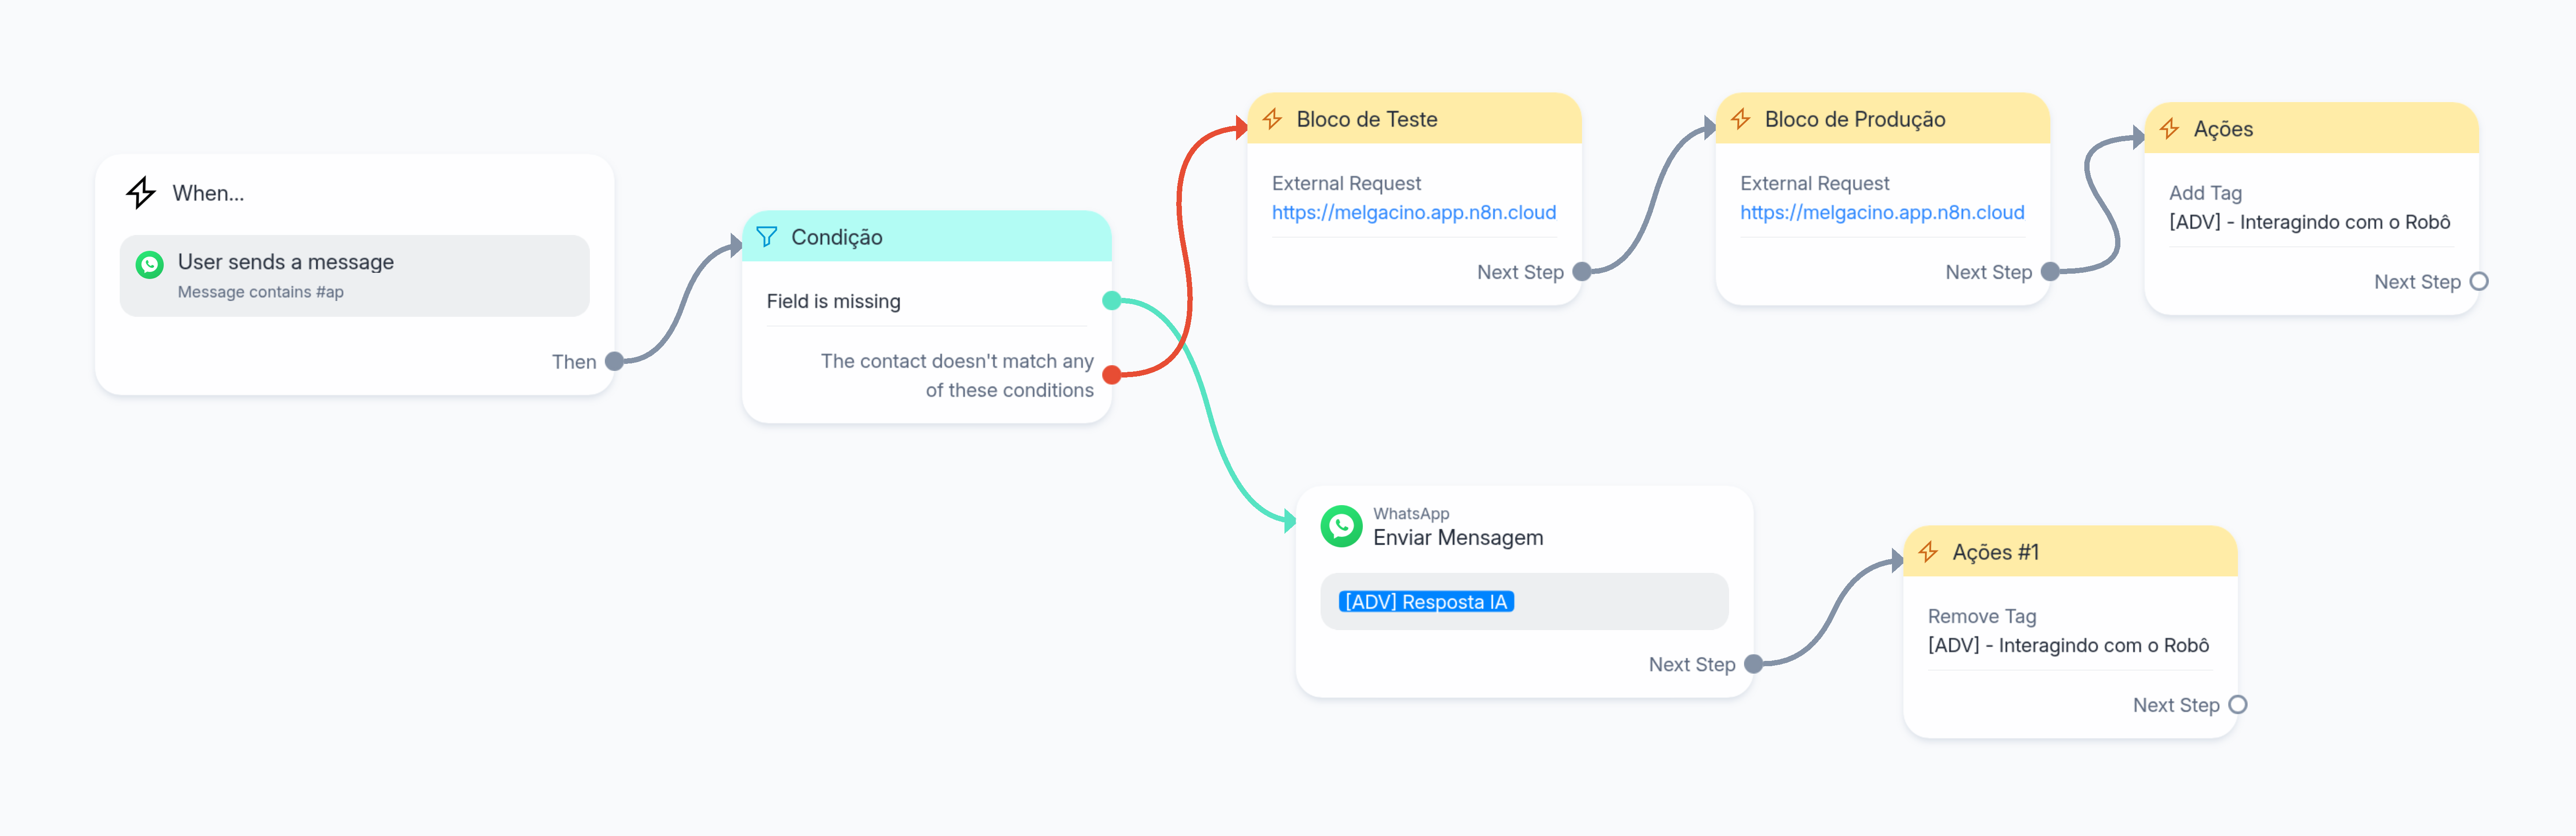 When...
User sends a message
Message contains #ap
Then
Condição
Field is missing
The contact doesn't match any
of these conditions
Bloco de Teste
External Request
https://melgacino.app.n8n.cloud
Next Step
Bloco de Produção
External Request
https://melgacino.app.n8n.cloud
Next Step
Ações
Add Tag
[ADV] - Interagindo com o Robô
Next Step
WhatsApp
Enviar Mensagem
[ADV] Resposta IA
Next Step
Ações #1
Remove Tag
[ADV] - Interagindo com o Robô
Next Step